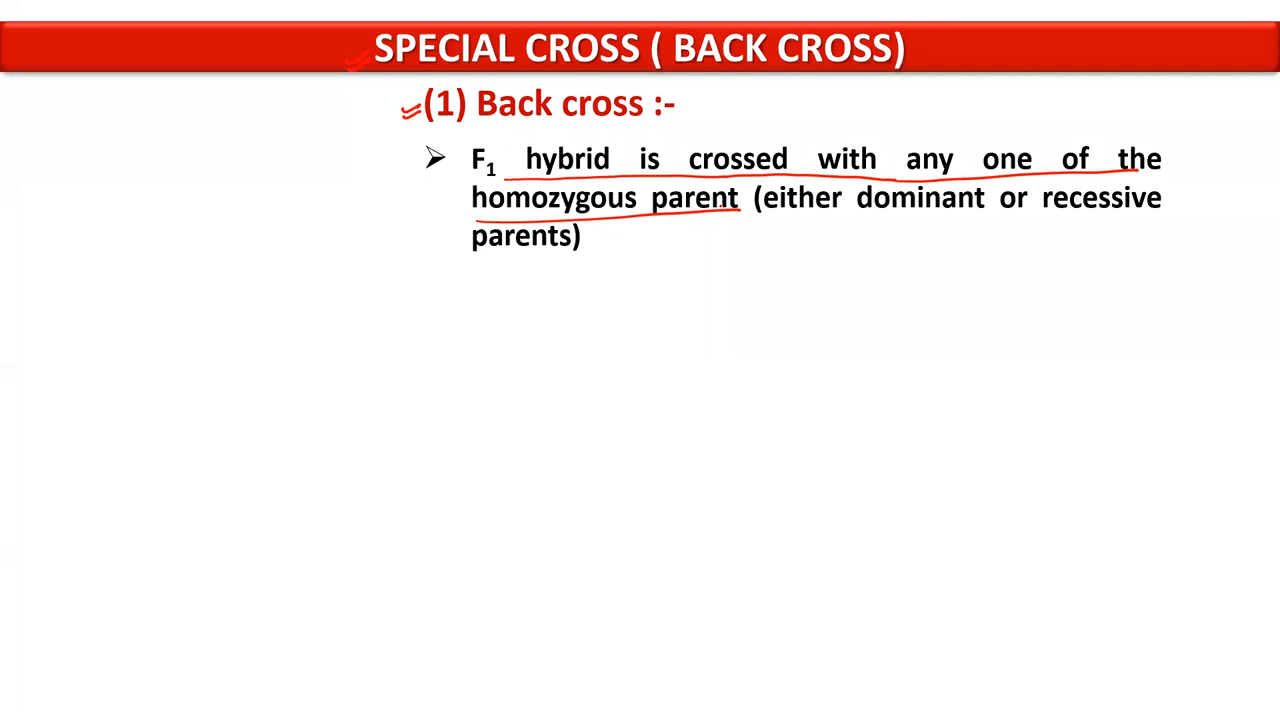 SPECIAL CROSS ( BACK CROSS)
(1) Back cross :-
➢ F₁ hybrid is crossed with any one of the
homozygous parent (either dominant or recessive
parents)